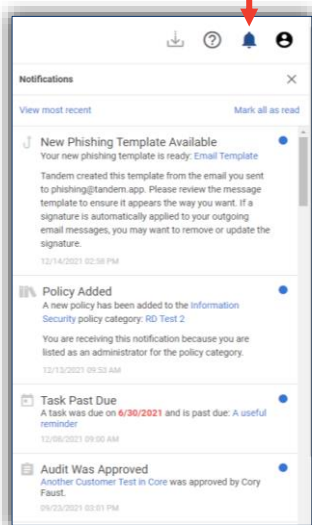 Notifications
View most recent Mark all as read
New Phishing Template Available
Your new phishing template is ready: Email Template
Tandem created this template from the email you sent
to phishing@tandem.app. Please review the message
template to ensure it appears the way you want. If a
signature is automatically applied to your outgoing
email messages, you may want to remove or update the
signature.
12/14/2021 02:58 PM
Policy Added
A new policy has been added to the Information
Security policy category: RD Test 2
You are receiving this notification because you are
listed as an administrator for the policy category.
12/13/2021 09:53 AM
Task Past Due
A task was due on 6/30/2021 and is past due: A useful
reminder
12/08/2021 09:00 AM
Audit Was Approved
Another Customer Test in Core was approved by Cory
Faust.
09/23/2021 03:01 PM